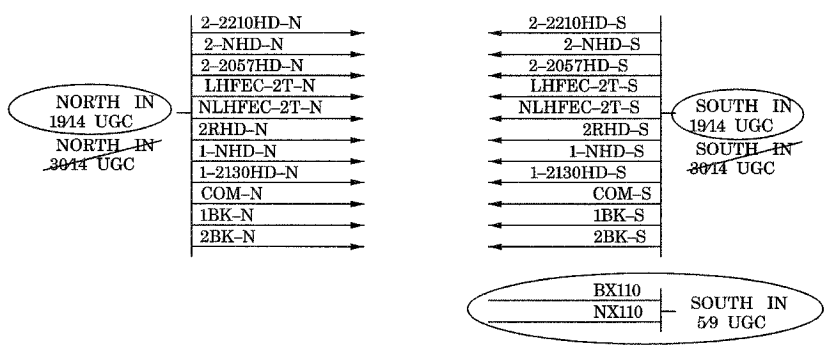 2-2210HD-N
2-NHD-N
2-2057HD-N
LHFEC-2T-N
NLHFEC-2T-N
2RHD-N
1-NHD-N
1-2130HD-N
COM-N
1BK-N
2BK-N
NORTH IN
19/14 UGC
NORTH IN
30/14 UGC
2-2210HD-S
2-NHD-S
2-2057HD-S
LHFEC-2T-S
NLHFEC-2T-S
2RHD-S
1-NHD-S
1-2130HD-S
COM-S
1BK-S
2BK-S
SOUTH IN
19/14 UGC
SOUTH IN
30/14 UGC
BX110
NX110
SOUTH IN
5/9 UGC